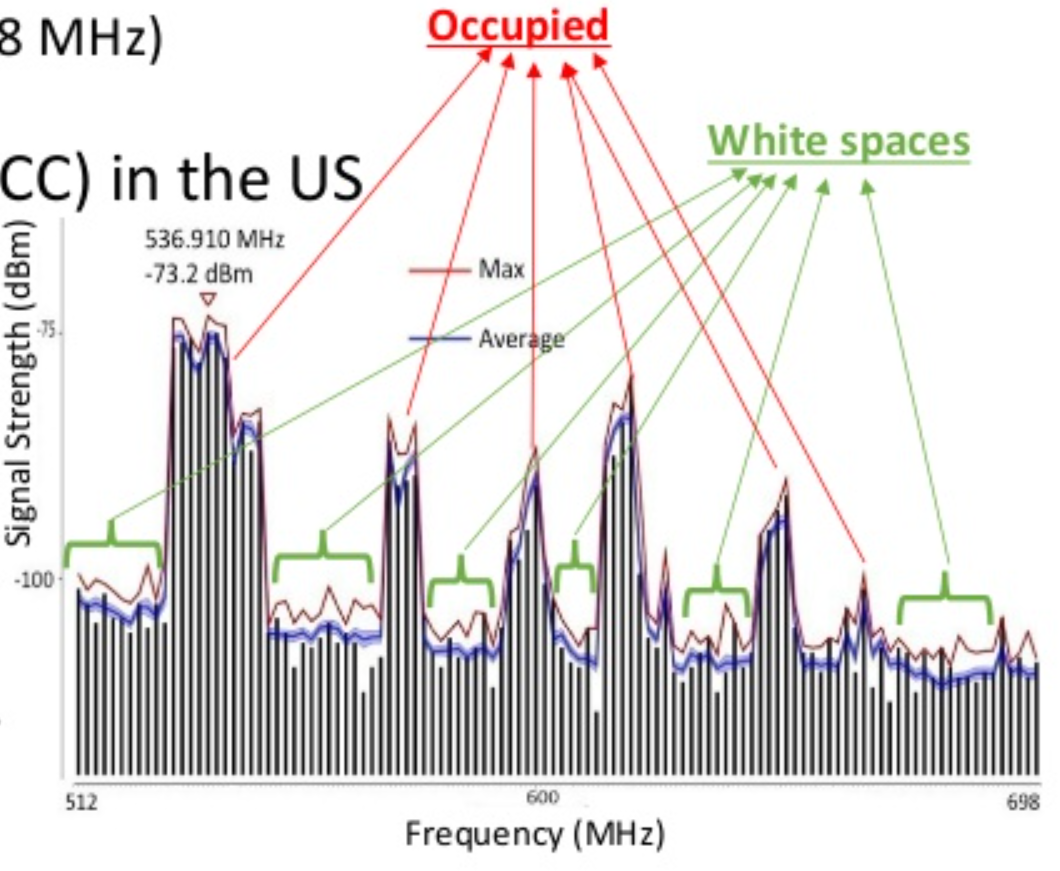 8 MHz)
Occupied
White spaces
CC) in the US
536.910 MHz
-73.2 dBm
Max
Average
Signal Strength (dBm)
-75
-100
512
600
698
Frequency (MHz)